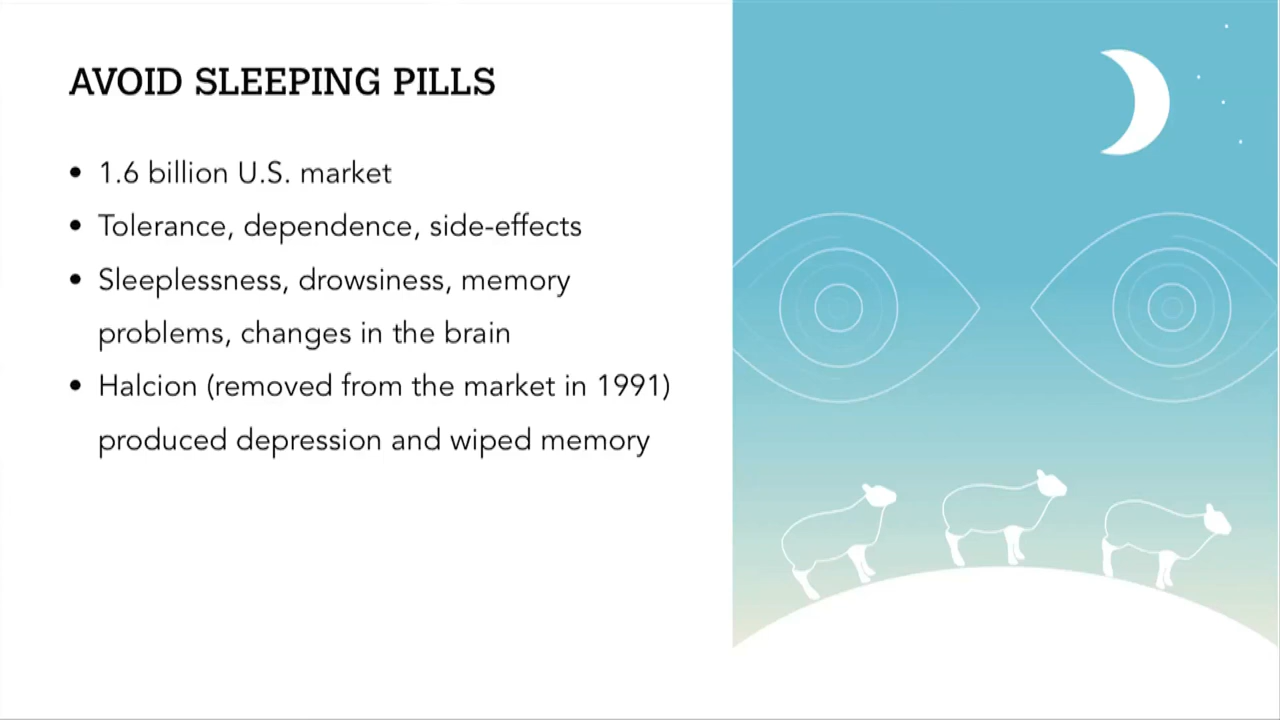 AVOID SLEEPING PILLS
• 1.6 billion U.S. market
• Tolerance, dependence, side-effects
• Sleeplessness, drowsiness, memory
problems, changes in the brain
• Halcion (removed from the market in 1991)
produced depression and wiped memory